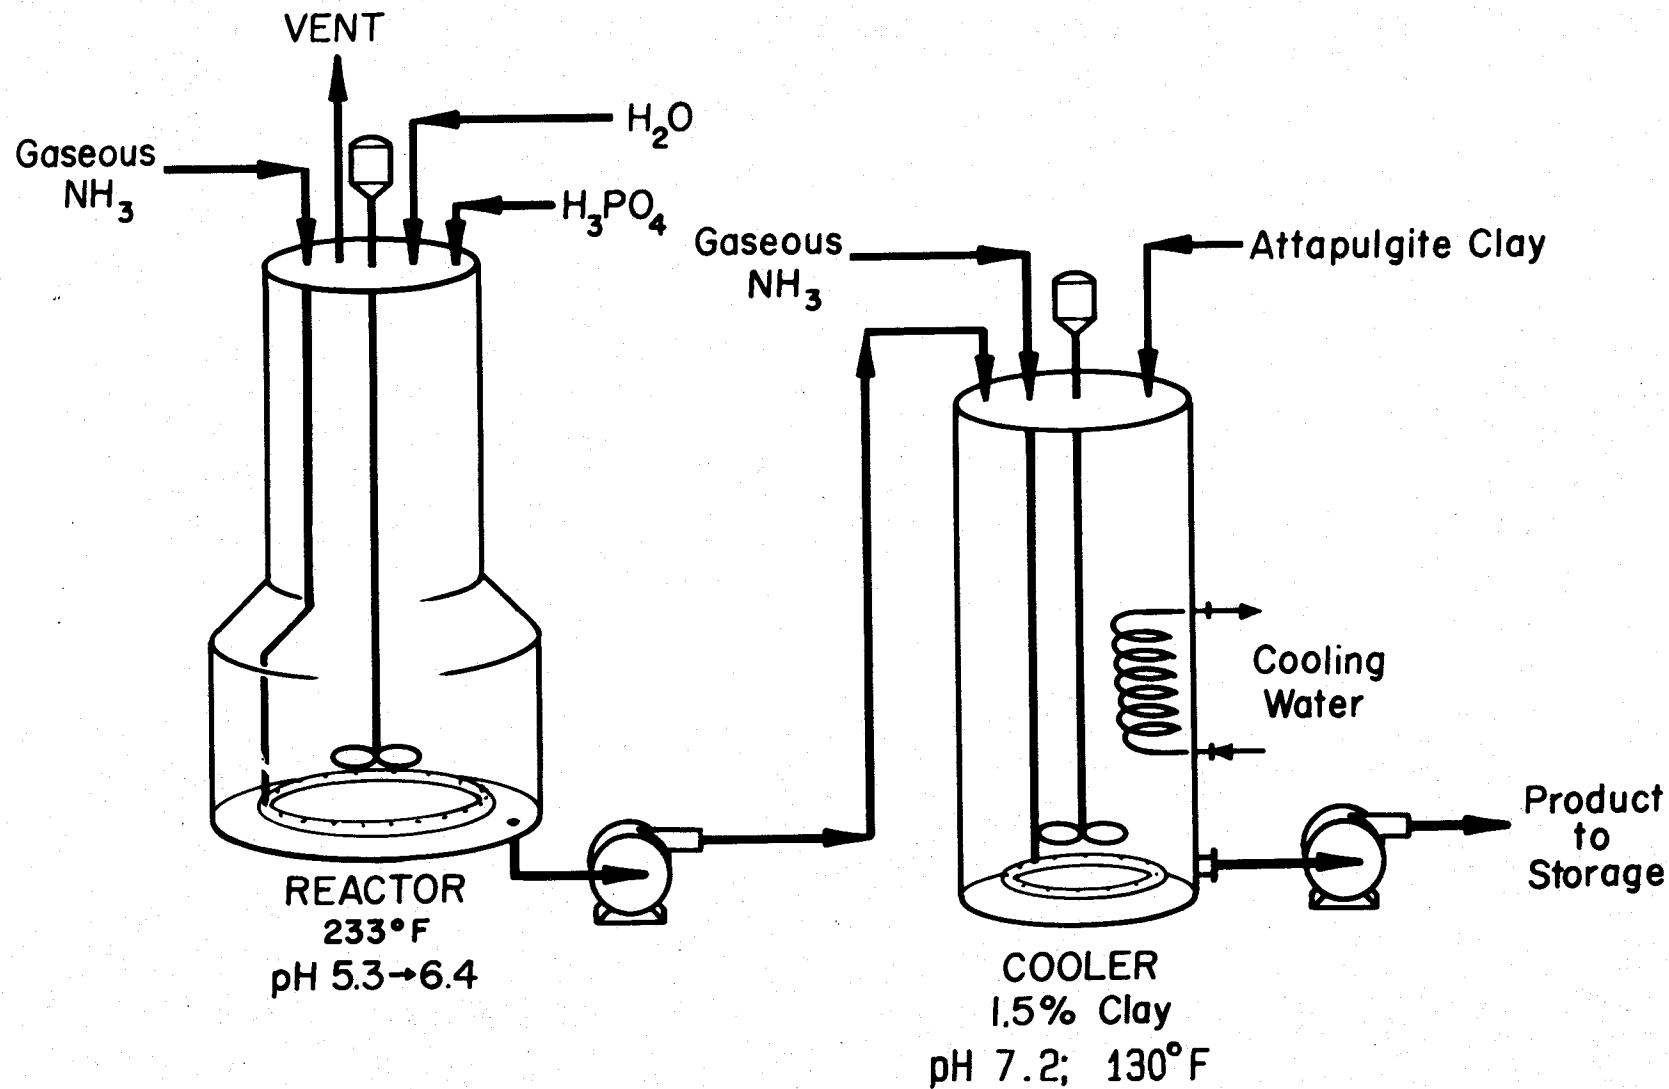 VENT
H₂O
Gaseous
NH₃
H₃PO₄
Gaseous
NH₃
Attapulgite Clay
Cooling
Water
Product
to
Storage
REACTOR
233°F
pH 5.3→6.4
COOLER
1.5% Clay
pH 7.2; 130°F